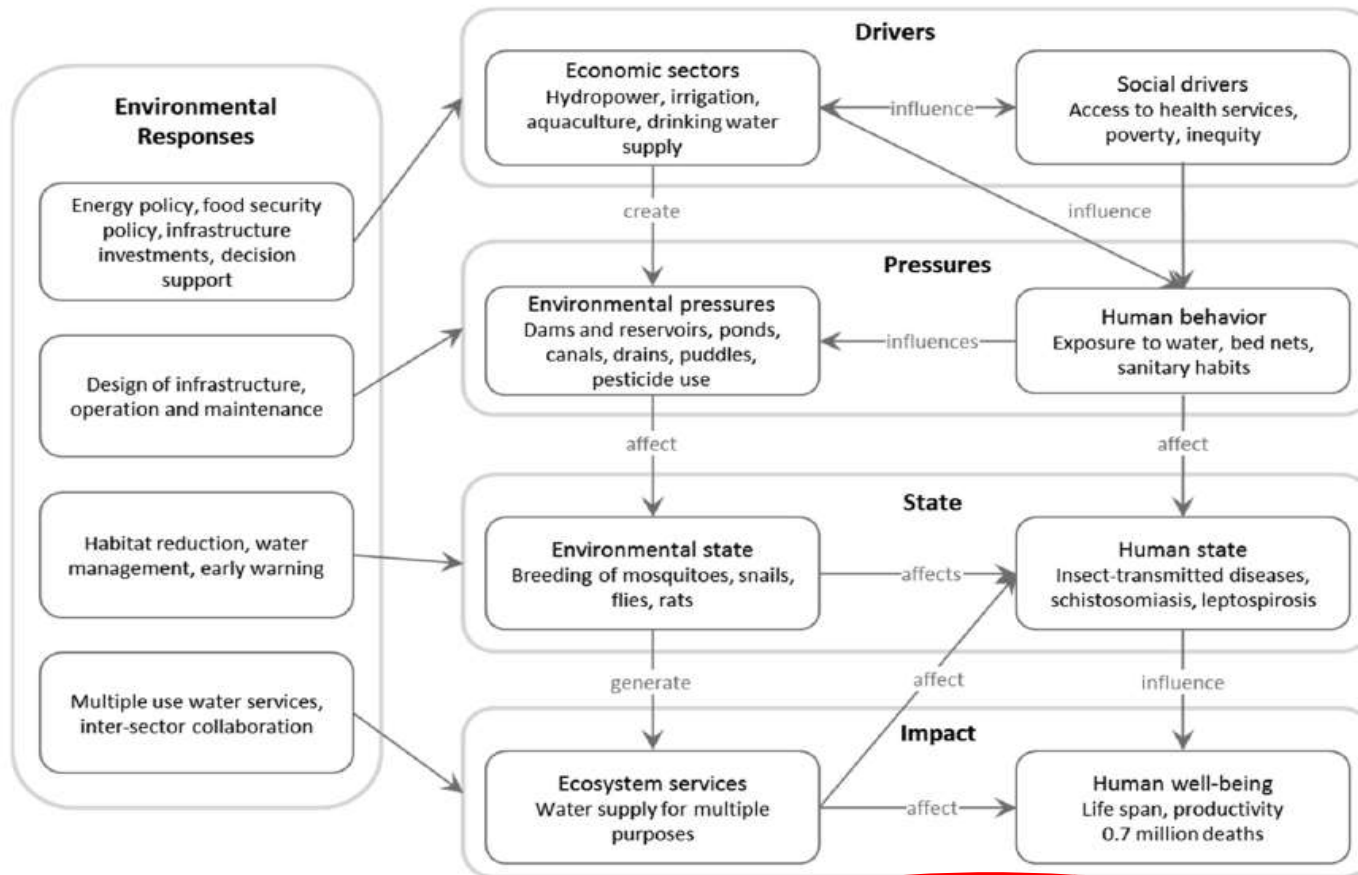 Environmental
Responses
Energy policy, food security
policy, infrastructure
investments, decision
support
Design of infrastructure,
operation and maintenance
Habitat reduction, water
management, early warning
Multiple use water services,
inter-sector collaboration
Drivers
Economic sectors
Hydropower, irrigation,
aquaculture, drinking water
supply
influence
Social drivers
Access to health services,
poverty, inequity
create
influence
Pressures
Environmental pressures
Dams and reservoirs, ponds,
canals, drains, puddles,
pesticide use
influences
Human behavior
Exposure to water, bed nets,
sanitary habits
affect
affect
State
Environmental state
Breeding of mosquitoes, snails,
flies, rats
affects
Human state
Insect-transmitted diseases,
schistosomiasis, leptospirosis
generate
affect
influence
Impact
Ecosystem services
Water supply for multiple
purposes
affect
Human well-being
Life span, productivity
0.7 million deaths